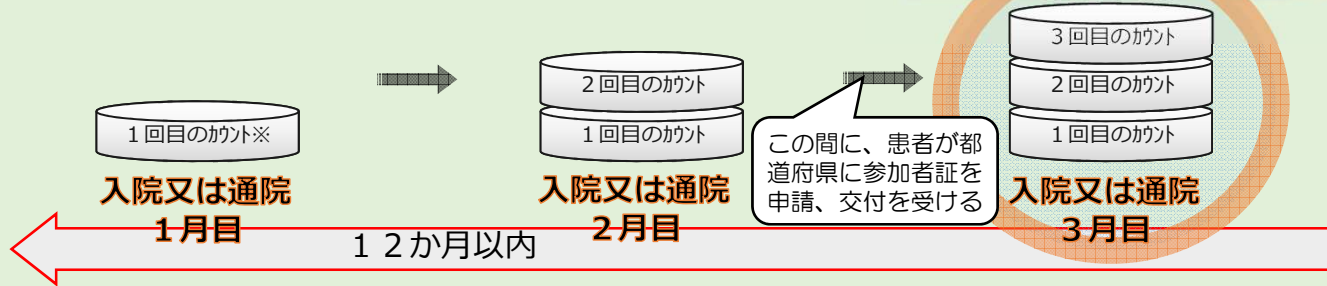 １回目のｶｳﾝﾄ※
入院又は通院
１月目
２回目のｶｳﾝﾄ
１回目のｶｳﾝﾄ
入院又は通院
２月目
この間に、患者が都
道府県に参加者証を
申請、交付を受ける
３回目のｶｳﾝﾄ
２回目のｶｳﾝﾄ
１回目のｶｳﾝﾄ
入院又は通院
３月目
１２か月以内